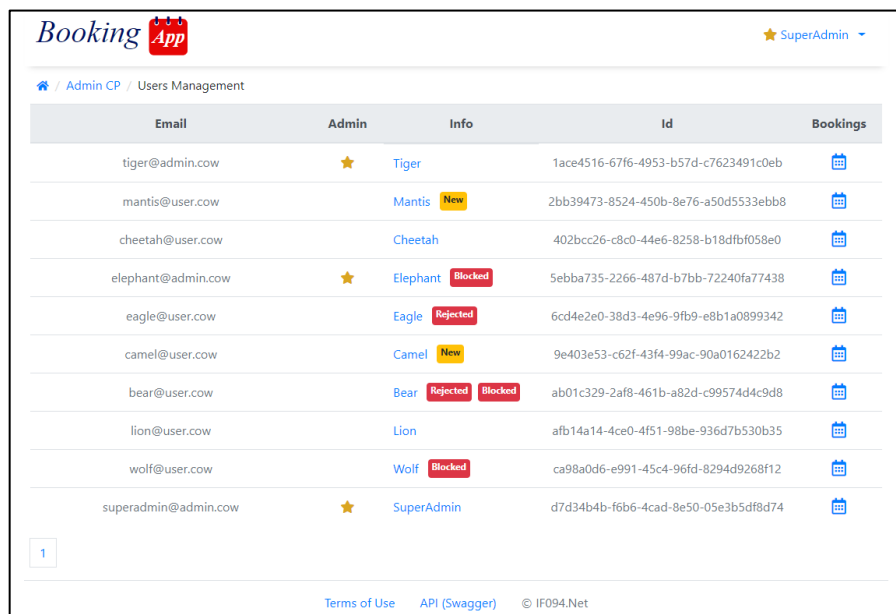 Booking App SuperAdmin
/ Admin CP / Users Management
Email Admin Info Id Bookings
tiger@admin.cow Tiger 1ace4516-67f6-4953-b57d-c7623491c0eb
mantis@user.cow Mantis New 2bb39473-8524-450b-8e76-a50d5533ebb8
cheetah@user.cow Cheetah 402bcc26-c8c0-44e6-8258-b18dfbf058e0
elephant@admin.cow Elephant Blocked 5ebba735-2266-487d-b7bb-72240fa77438
eagle@user.cow Eagle Rejected 6cd4e2e0-38d3-4e96-9fb9-e8b1a0899342
camel@user.cow Camel New 9e403e53-c62f-43f4-99ac-90a0162422b2
bear@user.cow Bear Rejected Blocked ab01c329-2af8-461b-a82d-c99574d4c9d8
lion@user.cow Lion afb14a14-4ce0-4f51-98be-936d7b530b35
wolf@user.cow Wolf Blocked ca98a0d6-e991-45c4-96fd-8294d9268f12
superadmin@admin.cow SuperAdmin d7d34b4b-f6b6-4cad-8e50-05e3b5df8d74
1
Terms of Use API (Swagger) © IF094.Net